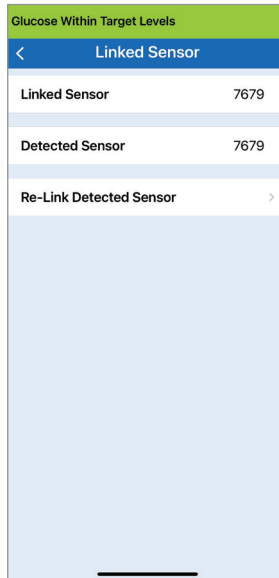 Glucose Within Target Levels
Linked Sensor
Linked Sensor 7679
Detected Sensor 7679
Re-Link Detected Sensor